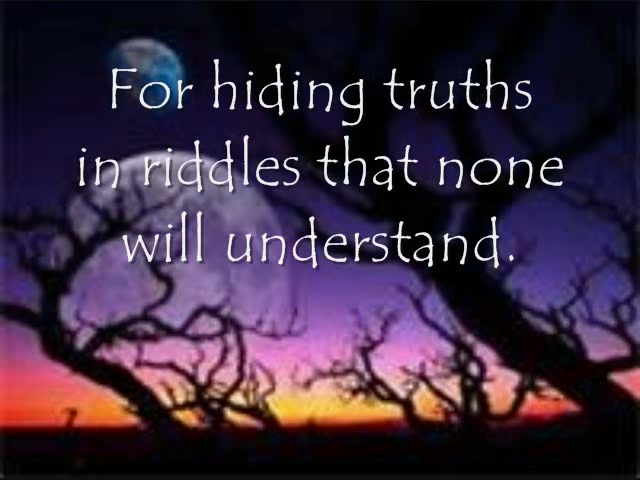 For hiding truths
in riddles that none
will understand.